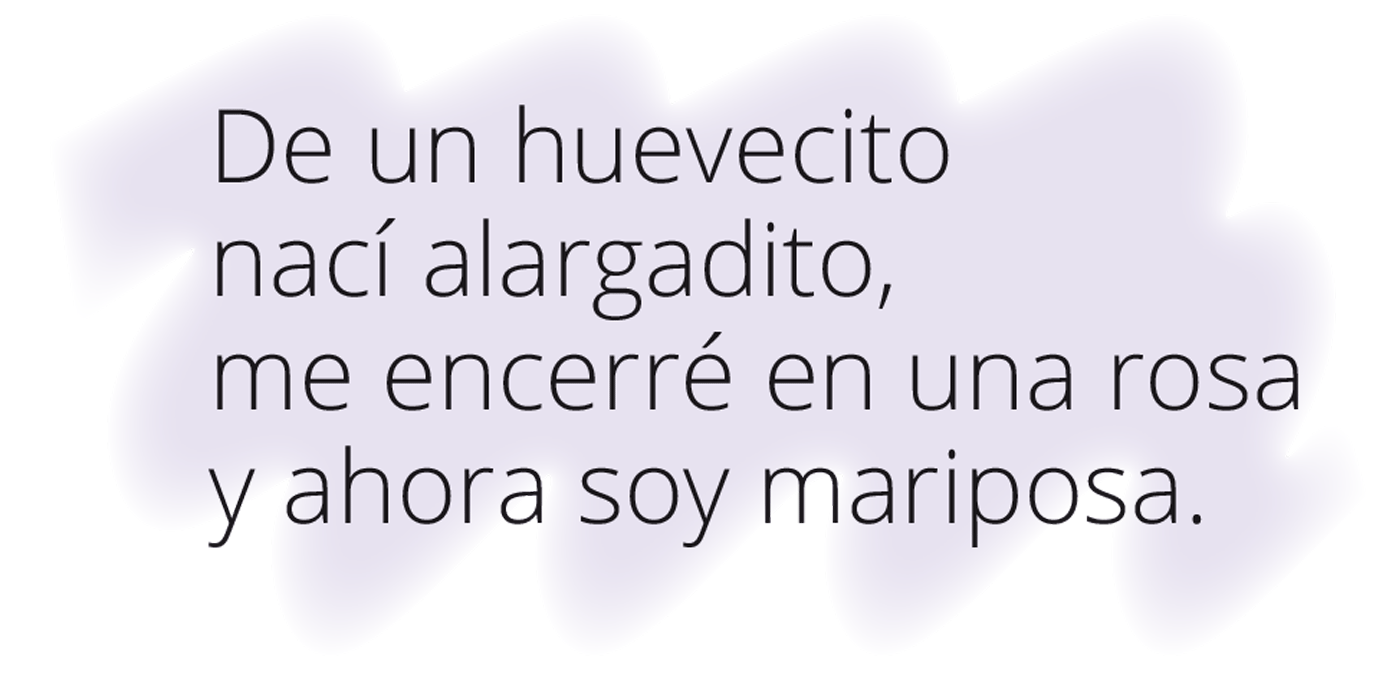 De un huevecito
nací alargadito,
me encerré en una rosa
y ahora soy mariposa.